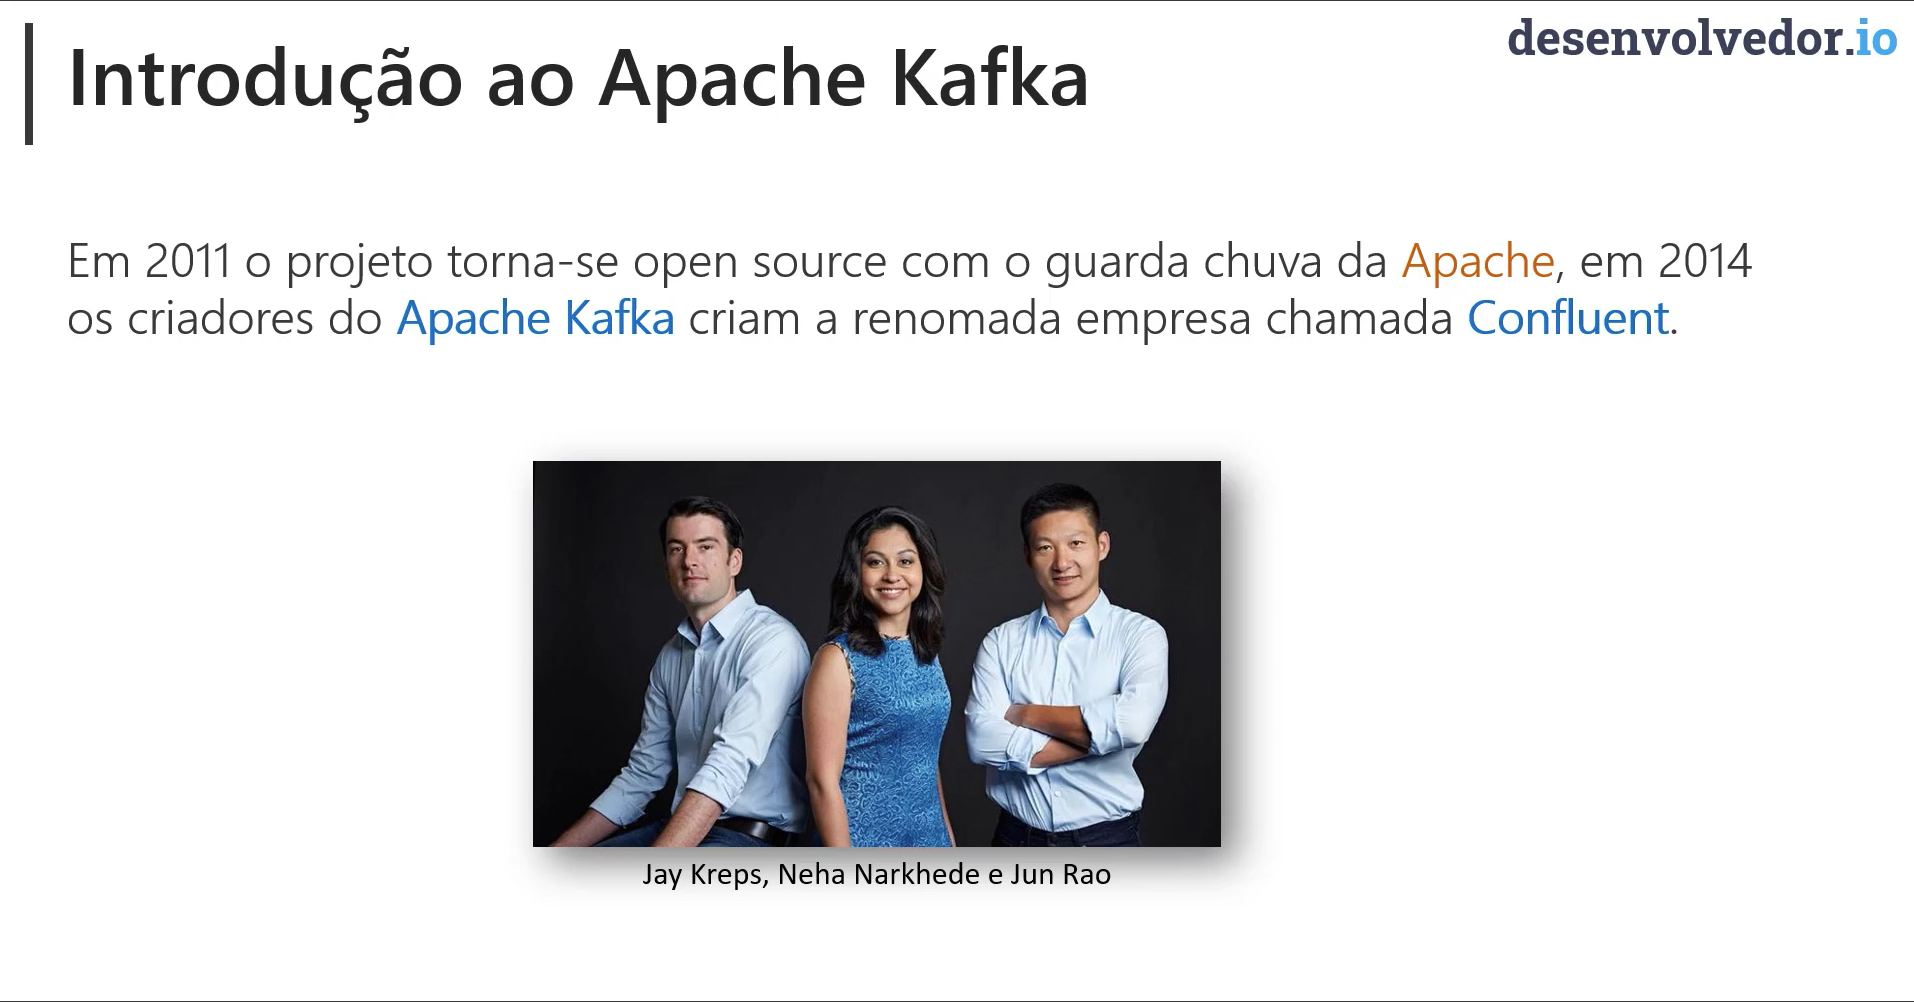 desenvolvedor.io
Introdução ao Apache Kafka
Em 2011 o projeto torna-se open source com o guarda chuva da Apache, em 2014
os criadores do Apache Kafka criam a renomada empresa chamada Confluent.
Jay Kreps, Neha Narkhede e Jun Rao